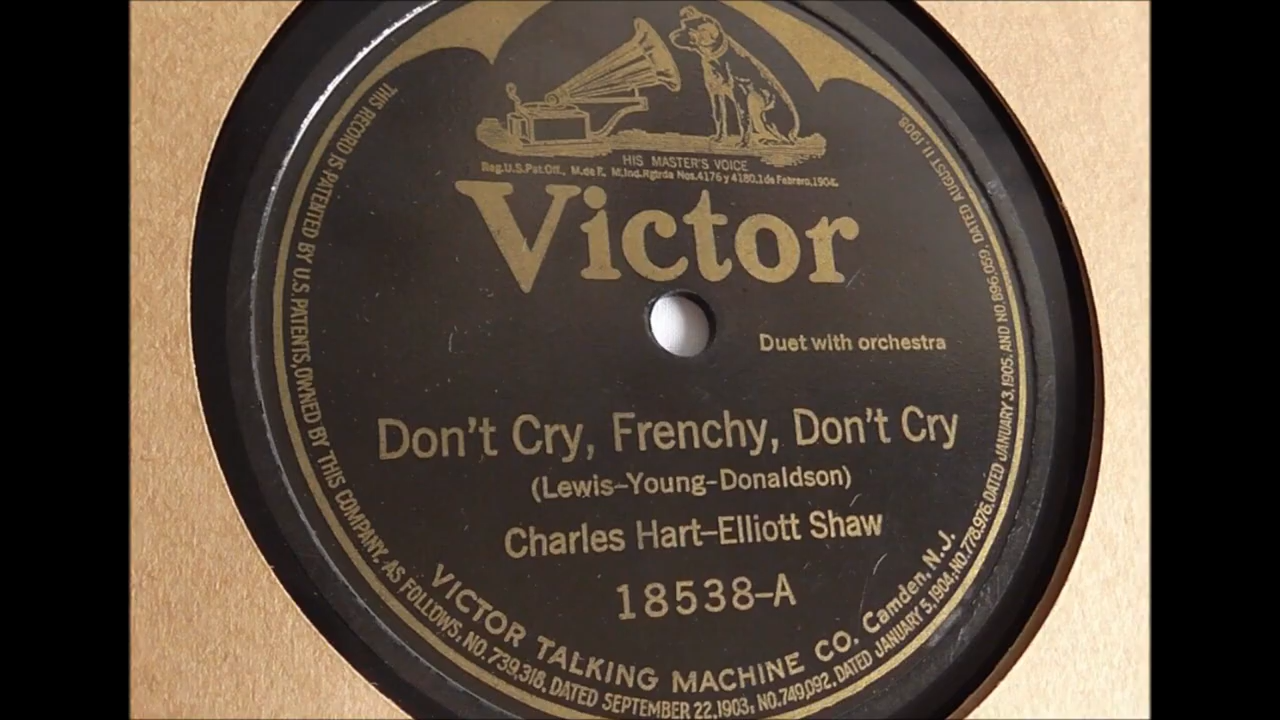 HIS MASTER'S VOICE
Reg.U.S.Pat.Off., M.de F. M.Ind.Rgtrda Nos.4176 y 4180.1 de Febrero,1904.
Victor
Duet with orchestra
Don't Cry, Frenchy, Don't Cry
(Lewis-Young-Donaldson)
Charles Hart-Elliott Shaw
18538-A
VICTOR TALKING MACHINE CO. Camden, N.J.
THIS RECORD IS PATENTED BY U.S. PATENTS, OWNED BY THIS COMPANY. AS FOLLOWS. NO. 739,318, DATED SEPTEMBER 22,1903; NO.749,092, DATED JANUARY 5,1904; NO.778,976. DATED JANUARY 3,1905. AND NO.896,059, DATED AUGUST 11, 1908.